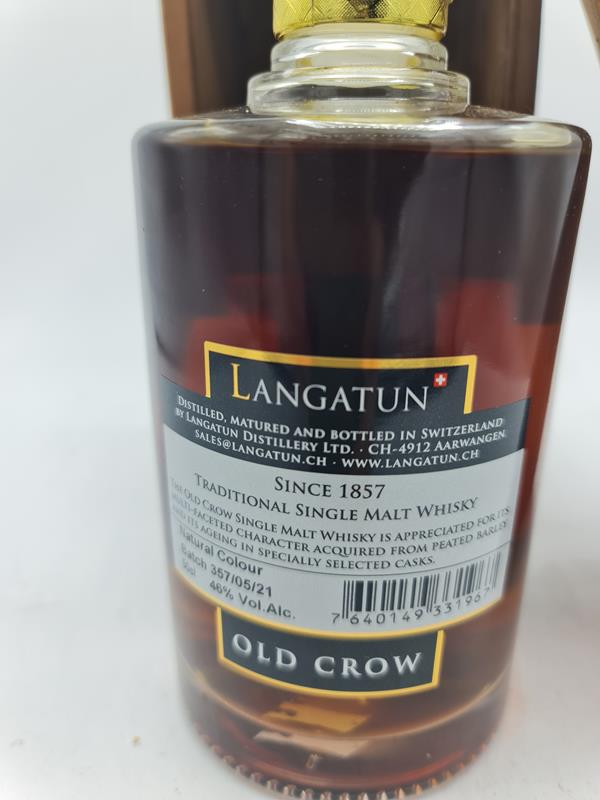 LANGATUN
DISTILLED, MATURED AND BOTTLED IN SWITZERLAND
BY LANGATUN DISTILLERY LTD. · CH-4912 AARWANGEN
SALES@LANGATUN.CH · WWW.LANGATUN.CH
SINCE 1857
TRADITIONAL SINGLE MALT WHISKY
THE OLD CROW SINGLE MALT WHISKY IS APPRECIATED FOR ITS
MULTI-FACETED CHARACTER ACQUIRED FROM PEATED BARLEY
AND ITS AGEING IN SPECIALLY SELECTED CASKS.
Natural Colour
Batch 357/05/21
50cl 46% Vol.Alc.
7 640149 331967
OLD CROW